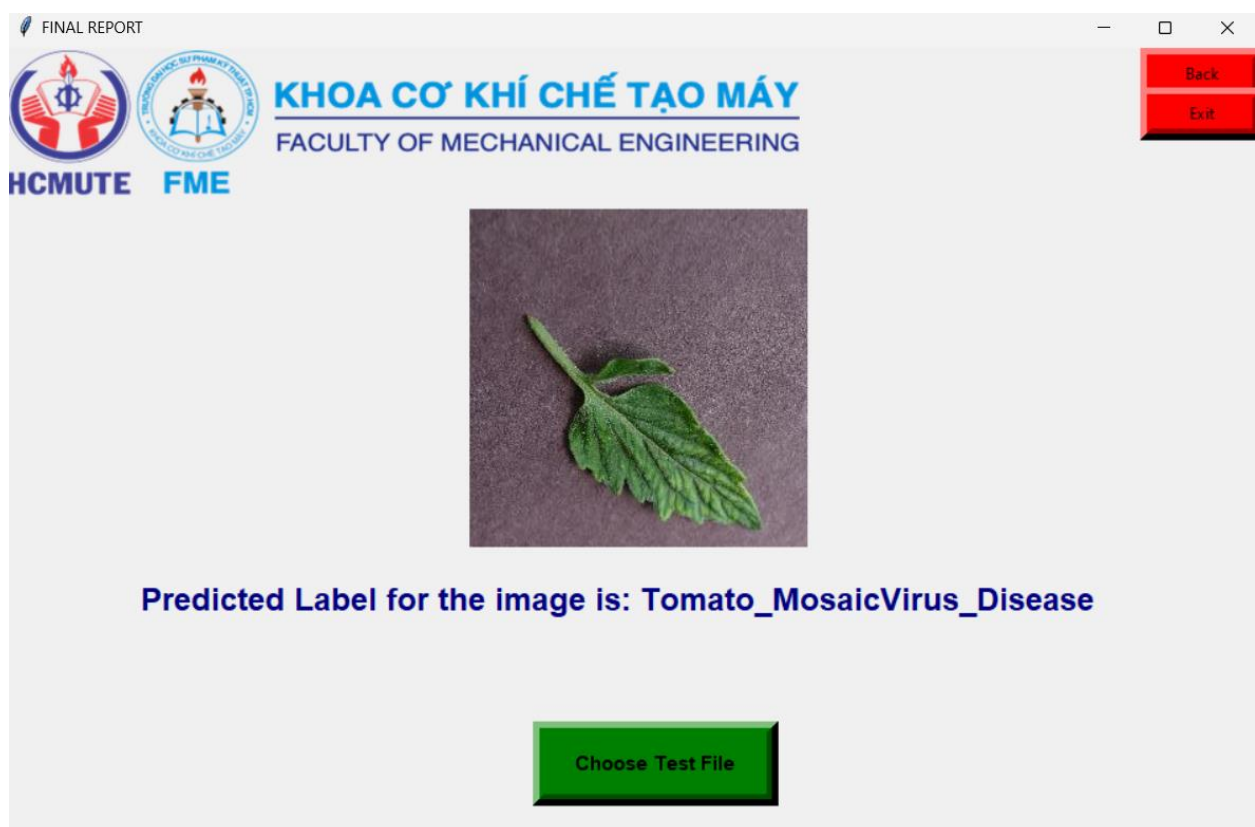 FINAL REPORT
Back
Exit
KHOA CƠ KHÍ CHẾ TẠO MÁY
FACULTY OF MECHANICAL ENGINEERING
HCMUTE
FME
Predicted Label for the image is: Tomato_MosaicVirus_Disease
Choose Test File